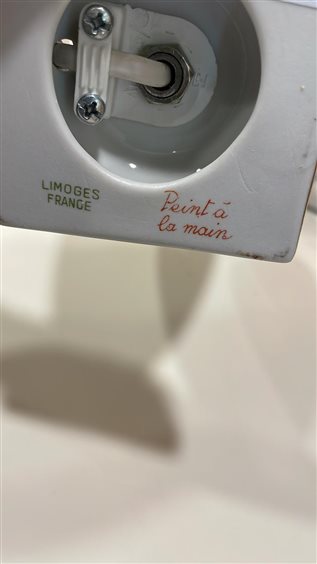 LIMOGES
FRANCE
Peint à
la main